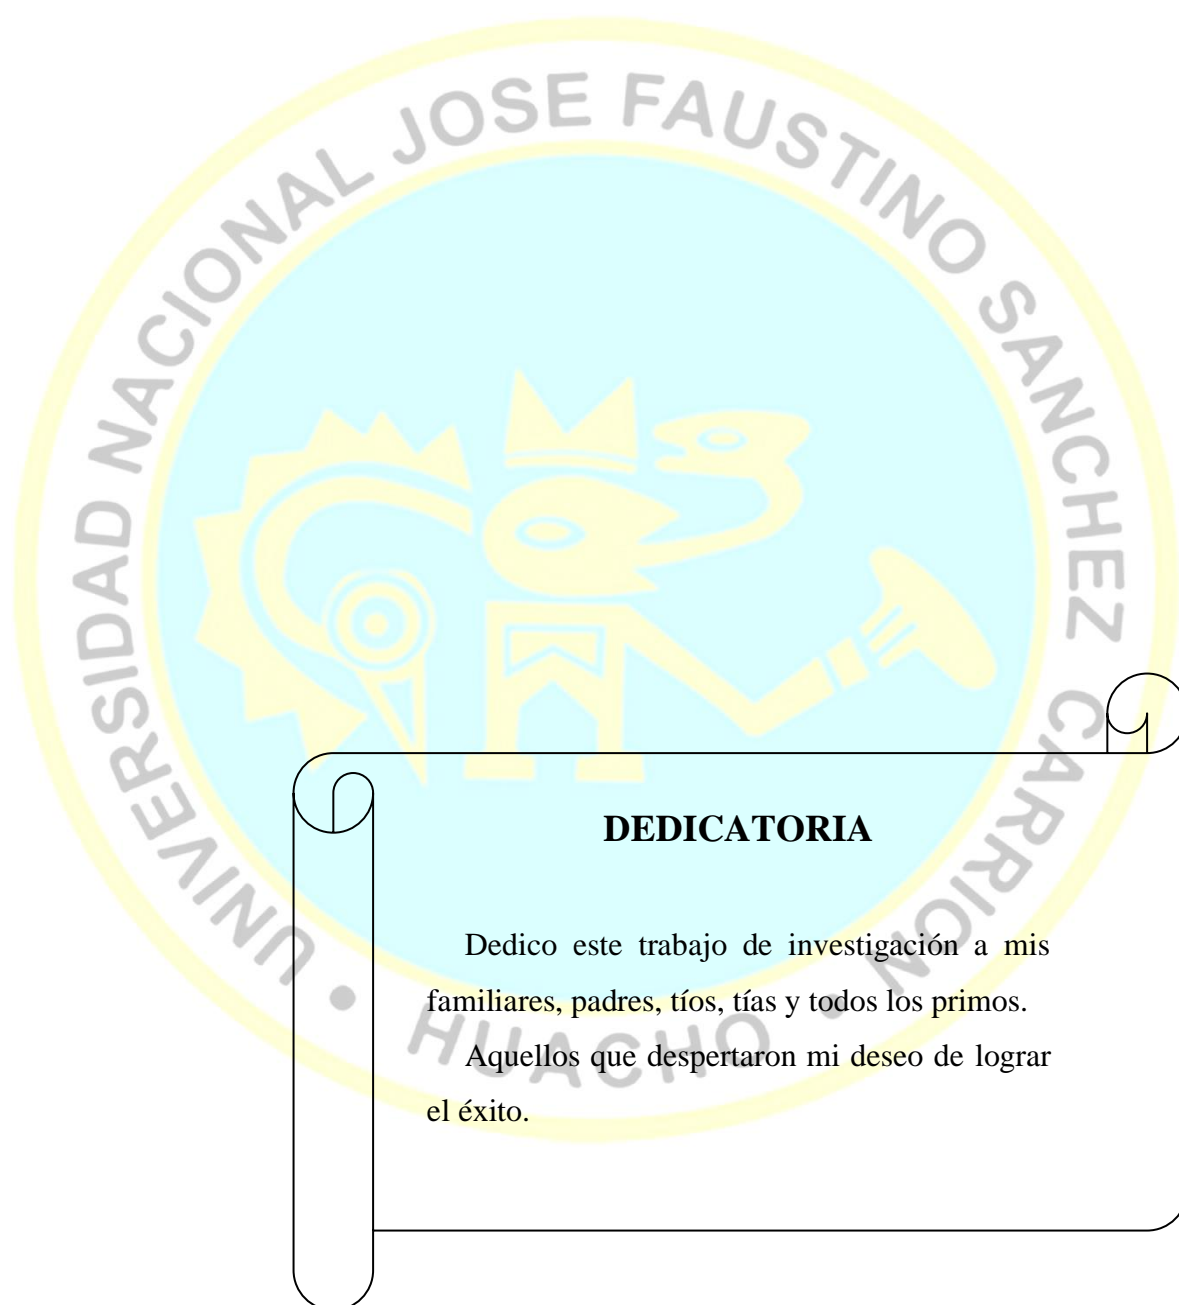 UNIVERSIDAD NACIONAL JOSE FAUSTINO SANCHEZ CARRION
• HUACHO •
DEDICATORIA
Dedico este trabajo de investigación a mis
familiares, padres, tíos, tías y todos los primos.
Aquellos que despertaron mi deseo de lograr
el éxito.